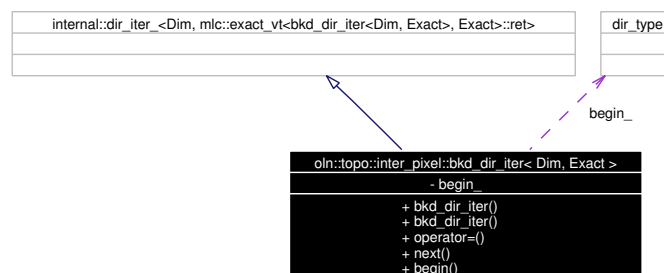 internal::dir_iter_<Dim, mlc::exact_vt<bkd_dir_iter<Dim, Exact>, Exact>::ret>
dir_type
begin_
oln::topo::inter_pixel::bkd_dir_iter< Dim, Exact >
- begin_
+ bkd_dir_iter()
+ bkd_dir_iter()
+ operator=()
+ next()
+ begin()